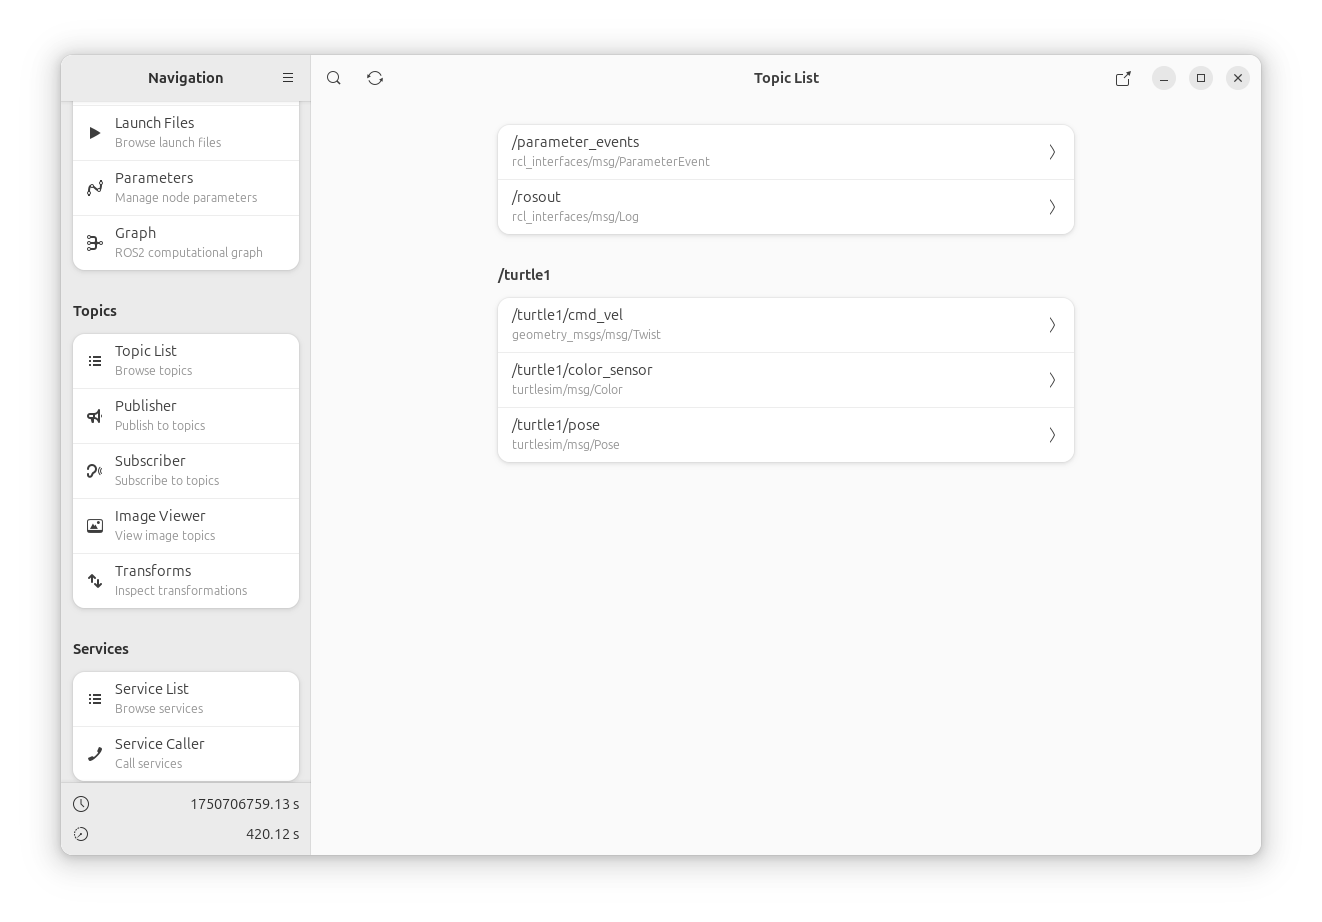 Navigation
Launch Files
Browse launch files
Parameters
Manage node parameters
Graph
ROS2 computational graph
Topics
Topic List
Browse topics
Publisher
Publish to topics
Subscriber
Subscribe to topics
Image Viewer
View image topics
Transforms
Inspect transformations
Services
Service List
Browse services
Service Caller
Call services
1750706759.13 s
420.12 s
Topic List
/parameter_events
rcl_interfaces/msg/ParameterEvent
/rosout
rcl_interfaces/msg/Log
/turtle1
/turtle1/cmd_vel
geometry_msgs/msg/Twist
/turtle1/color_sensor
turtlesim/msg/Color
/turtle1/pose
turtlesim/msg/Pose